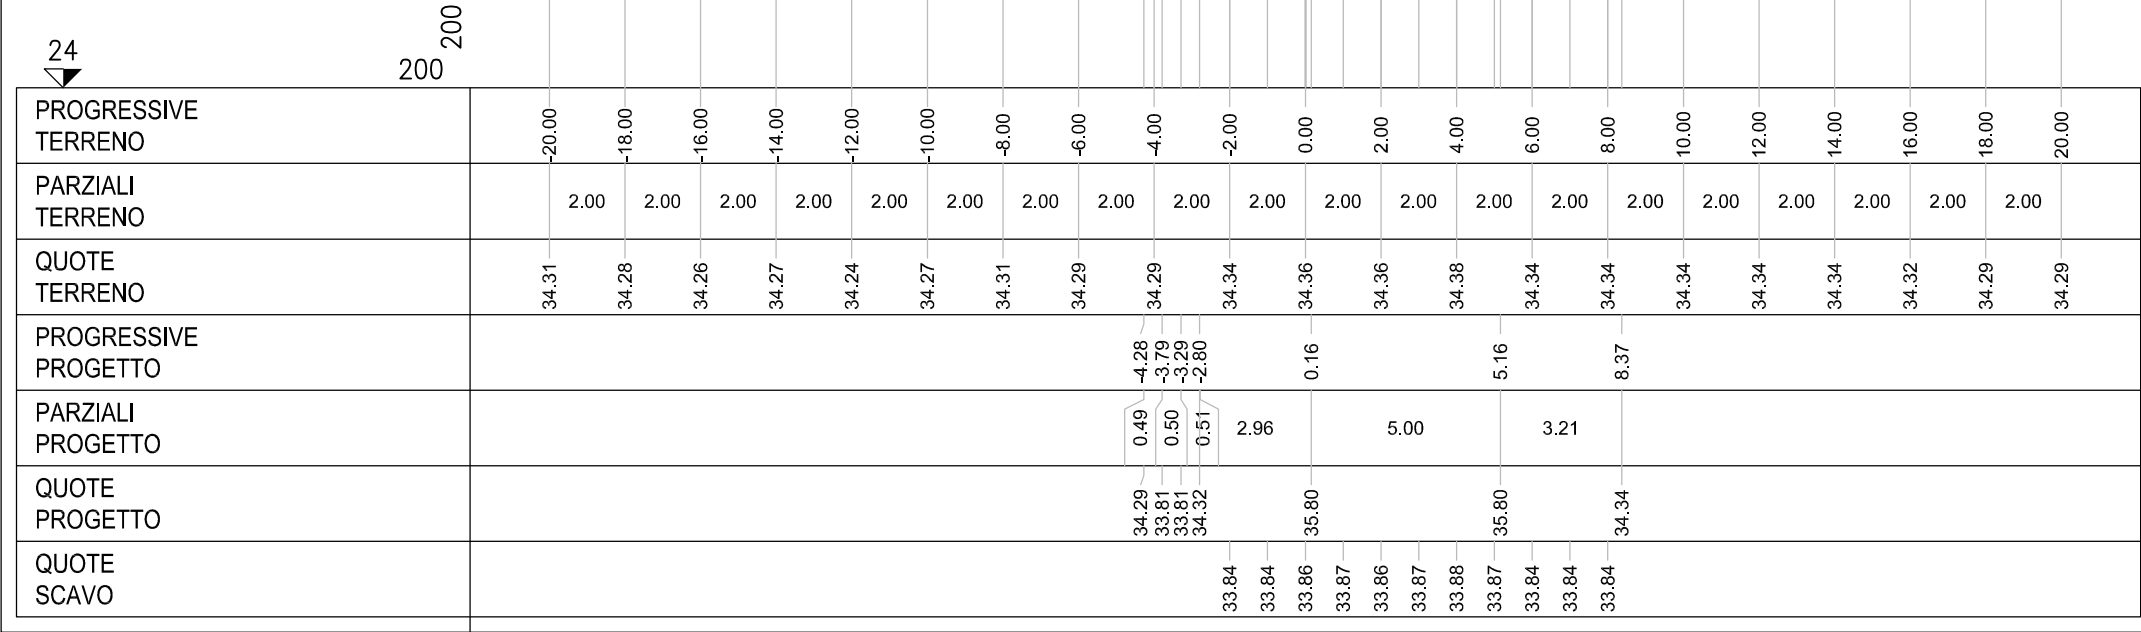 200
24
200
PROGRESSIVE
TERRENO
-20.00 -18.00 -16.00 -14.00 -12.00 -10.00 -8.00 -6.00 -4.00 -2.00 0.00 2.00 4.00 6.00 8.00 10.00 12.00 14.00 16.00 18.00 20.00
PARZIALI
TERRENO
2.00 2.00 2.00 2.00 2.00 2.00 2.00 2.00 2.00 2.00 2.00 2.00 2.00 2.00 2.00 2.00 2.00 2.00 2.00 2.00
QUOTE
TERRENO
34.31 34.28 34.26 34.27 34.24 34.27 34.31 34.29 34.29 34.34 34.36 34.36 34.38 34.34 34.34 34.34 34.34 34.34 34.32 34.29 34.29
PROGRESSIVE
PROGETTO
-4.28 -3.79 -3.29 -2.80 0.16 5.16 8.37
PARZIALI
PROGETTO
0.49 0.50 0.51 2.96 5.00 3.21
QUOTE
PROGETTO
34.29 33.81 33.81 34.32 35.80 35.80 34.34
QUOTE
SCAVO
33.84 33.84 33.86 33.87 33.86 33.87 33.88 33.87 33.84 33.84 33.84